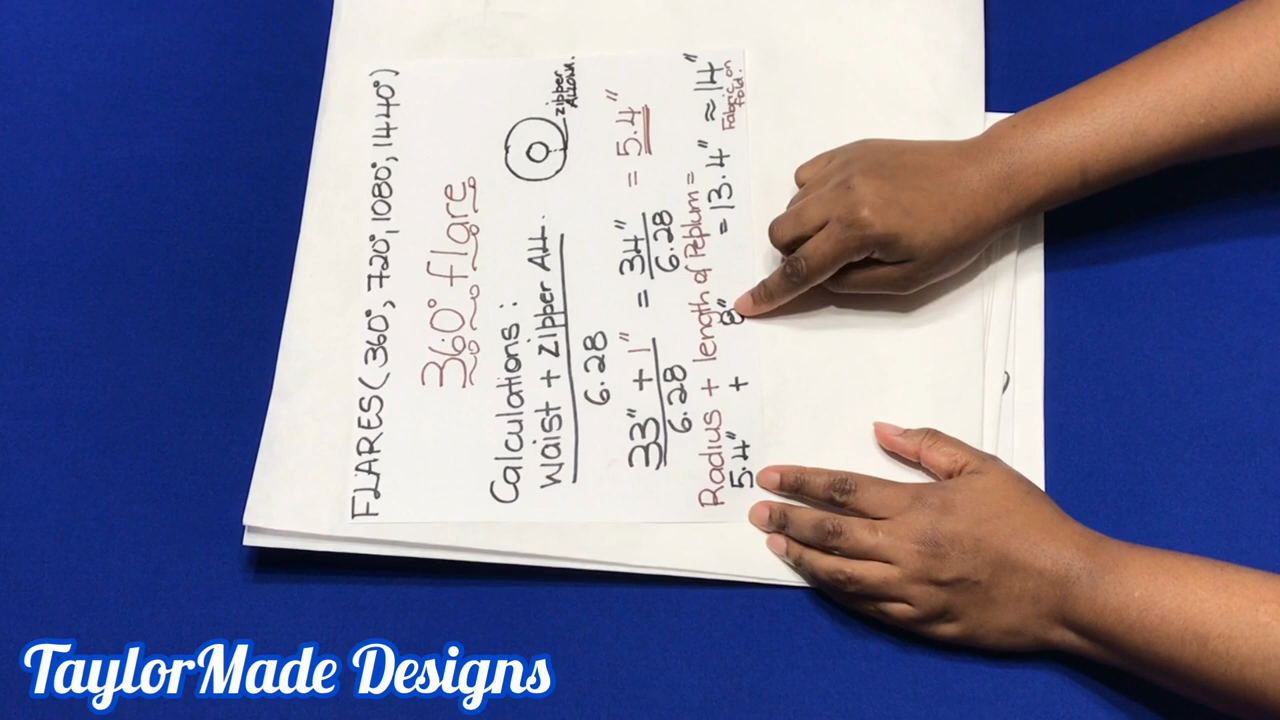 FLARES (360°, 720°, 1080°, 1440°)
360° flare
Calculations:
Waist + Zipper All.
6.28
zipper
Allow.
33" + 1" = 34" = 5.4"
6.28 6.28
Radius + length of Peplum =
5.4" + 8" = 13.4" ≈ 14"
Fabric on
fold.
TaylorMade Designs